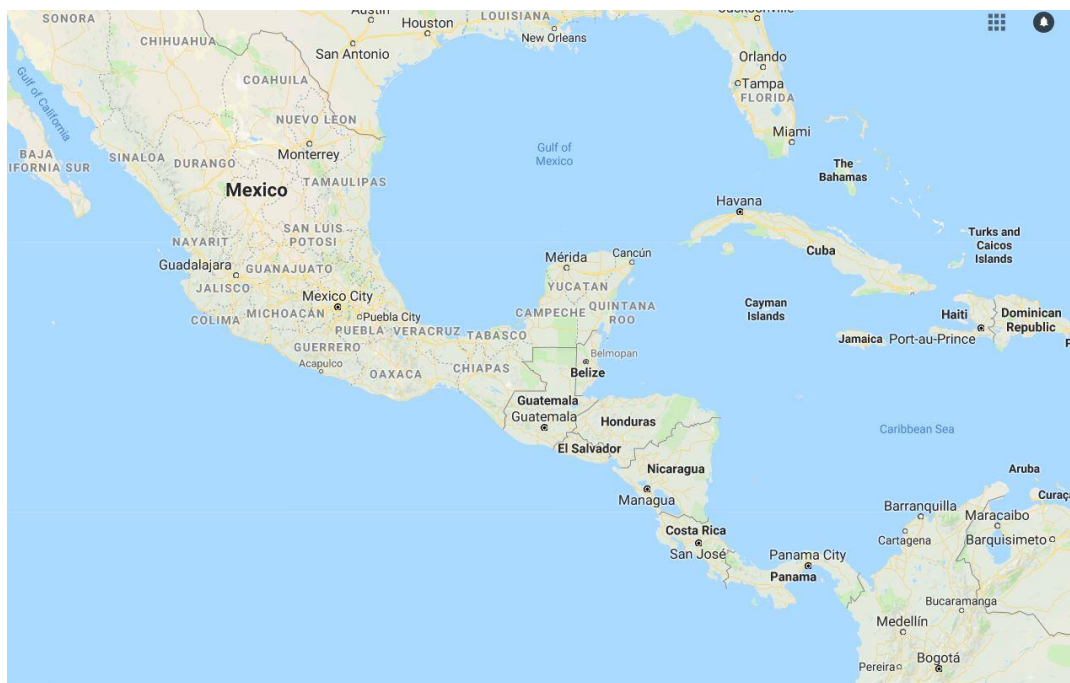 Austin
Houston
LOUISIANA
Jacksonville
SONORA
CHIHUAHUA
San Antonio
New Orleans
Orlando
Gulf of
California
COAHUILA
Tampa
FLORIDA
NUEVO LEON
Miami
BAJA
IFORNIA SUR
SINALOA
DURANGO
Monterrey
Gulf of
Mexico
The
Bahamas
Mexico
TAMAULIPAS
Havana
NAYARIT
SAN LUIS
POTOSI
Turks and
Caicos
Islands
Cuba
Guadalajara
GUANAJUATO
Mérida
Cancún
JALISCO
YUCATAN
Mexico City
CAMPECHE
QUINTANA
ROO
Cayman
Islands
Haiti
Dominican
Republic
COLIMA
MICHOACÁN
Puebla City
PUEBLA
VERACRUZ
TABASCO
Jamaica
Port-au-Prince
P
GUERRERO
Belmopan
Acapulco
OAXACA
CHIAPAS
Belize
Guatemala
Guatemala
Honduras
Caribbean Sea
El Salvador
Nicaragua
Aruba
Managua
Curaç
Barranquilla
Maracaibo
Costa Rica
Cartagena
Barquisimeto
San José
Panama City
Panama
Bucaramanga
Medellín
Bogotá
Pereira